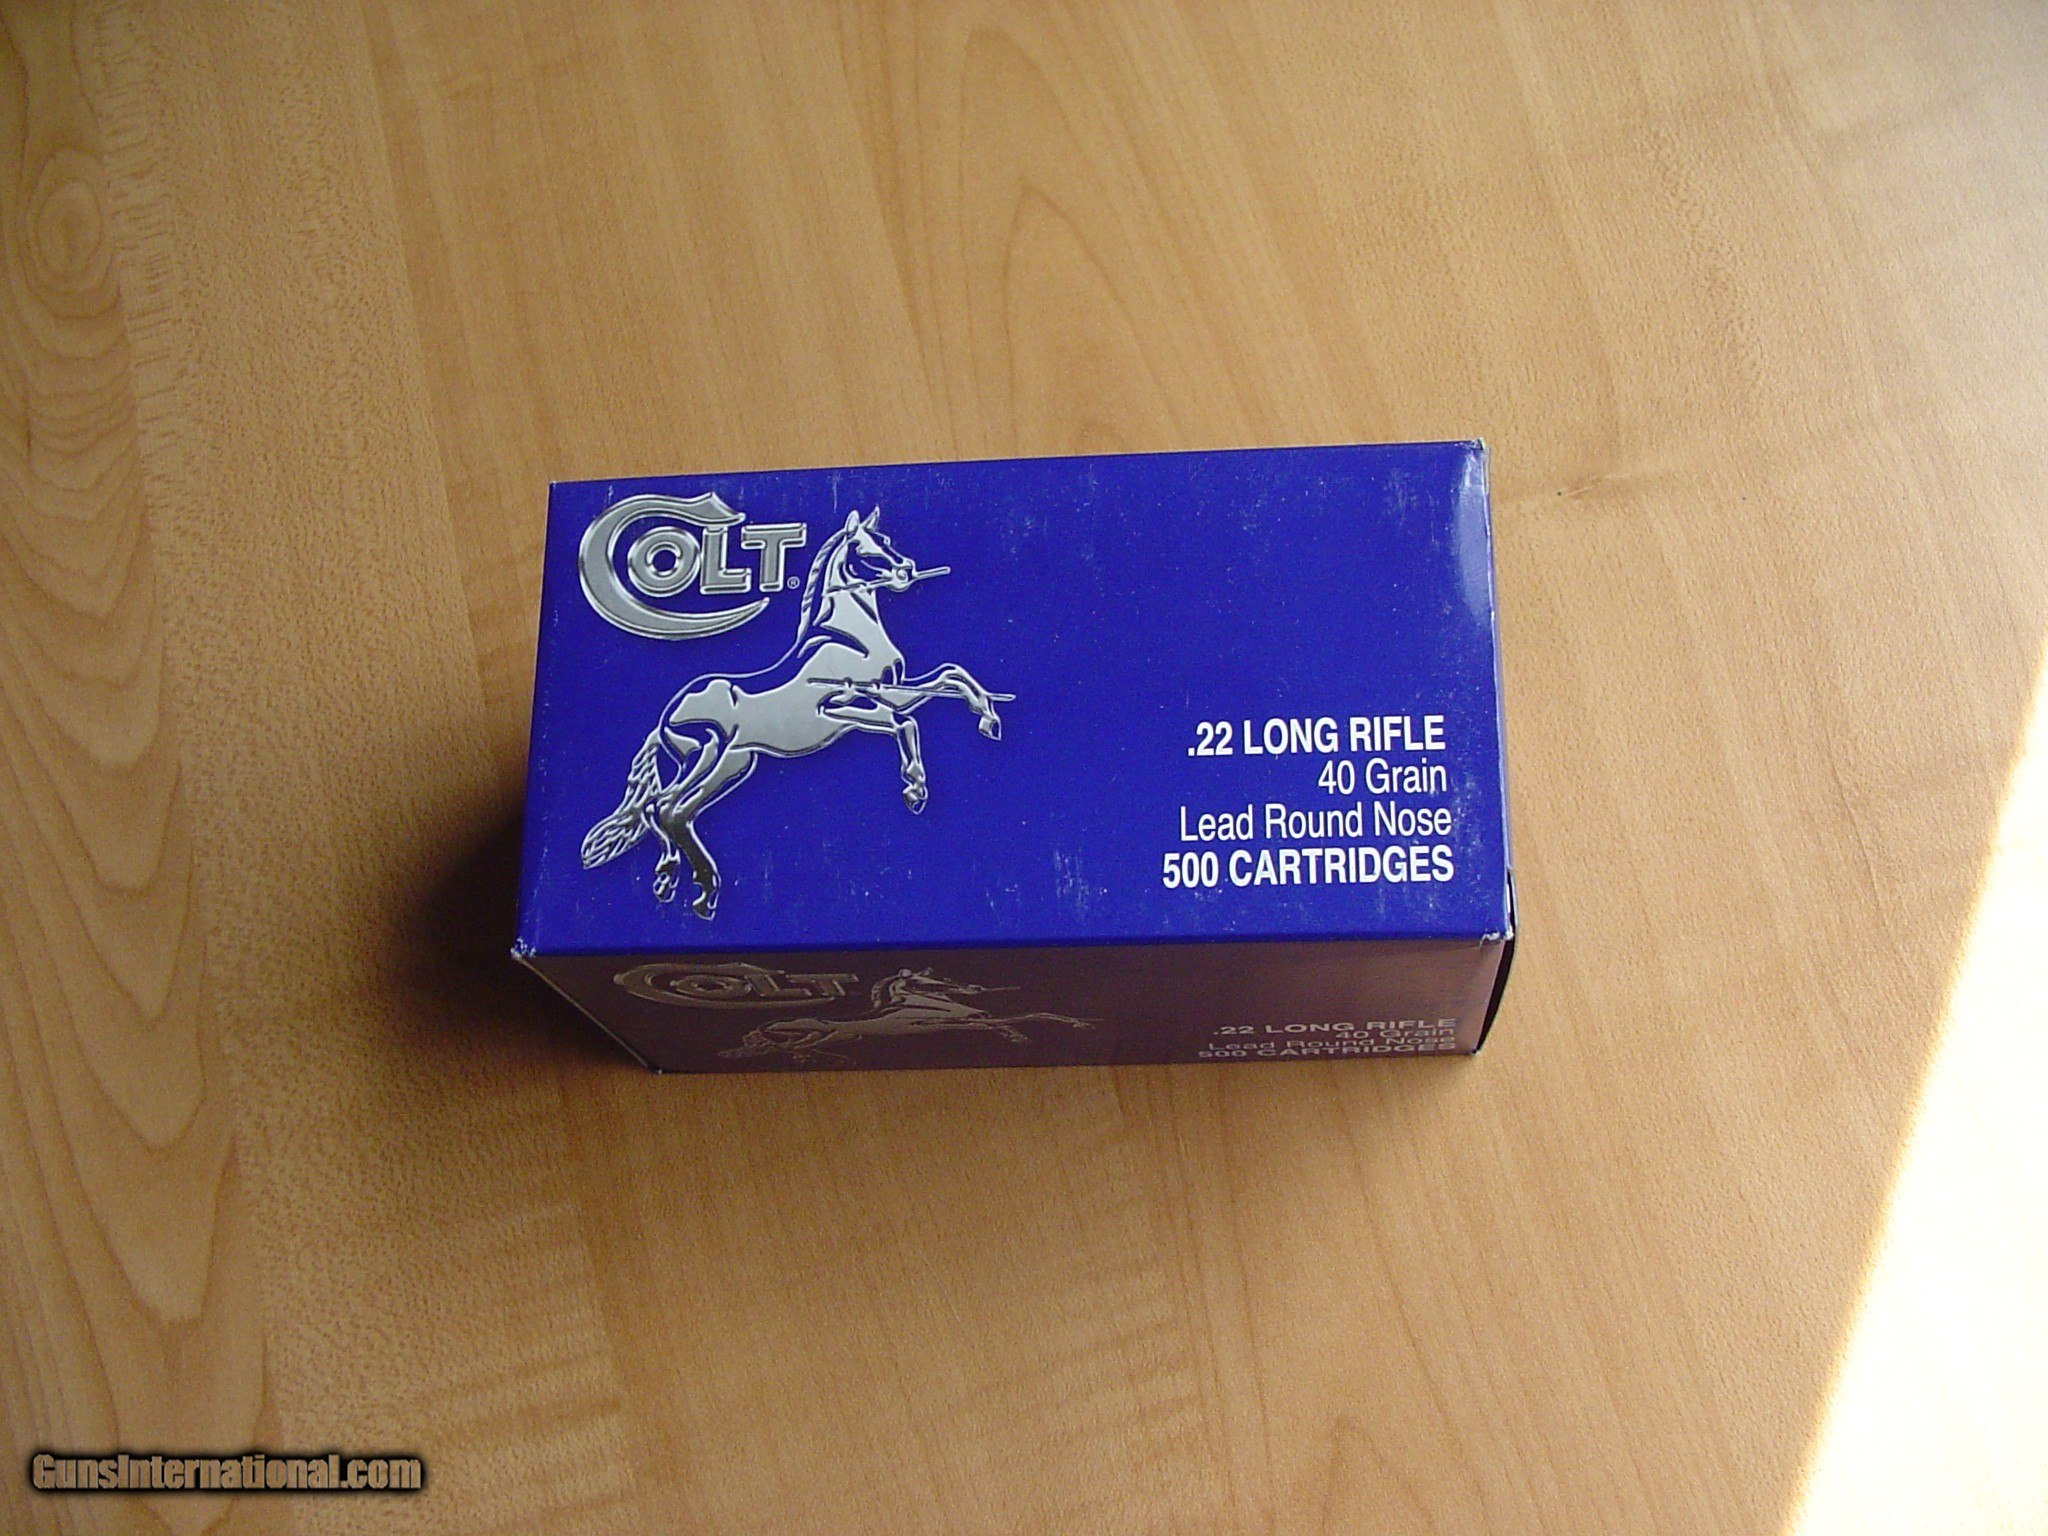 COLT®
.22 LONG RIFLE
40 Grain
Lead Round Nose
500 CARTRIDGES
COLT
.22 LONG RIFLE
40 Grain
Lead Round Nose
500 CARTRIDGES
GunsInternational.com